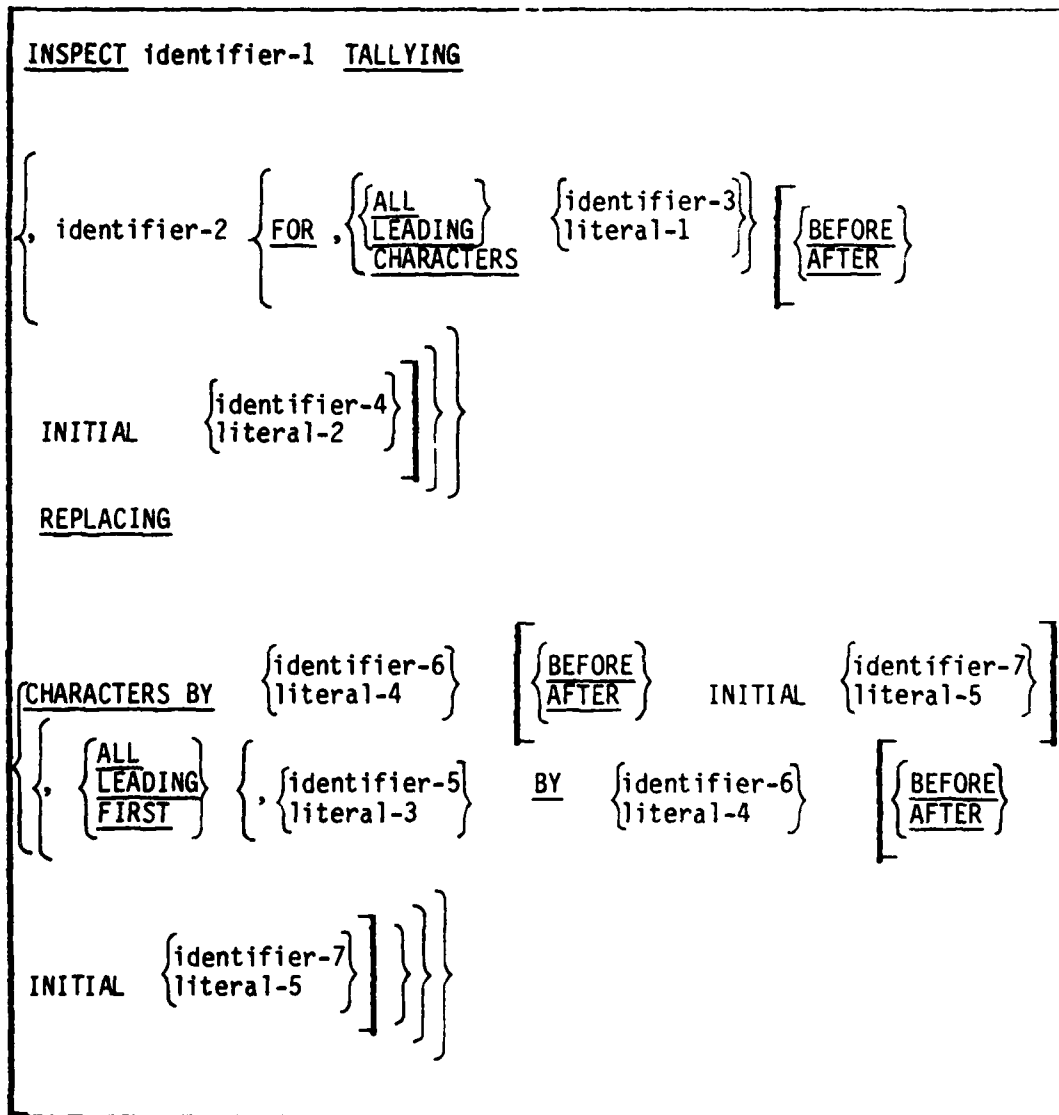 INSPECT identifier-1 TALLYING
, identifier-2 { FOR , { { ALL LEADING } { identifier-3 literal-1 } CHARACTERS } [ { BEFORE AFTER }
INITIAL { identifier-4 literal-2 } ] } }
REPLACING
{ CHARACTERS BY { identifier-6 literal-4 } [ { BEFORE AFTER } INITIAL { identifier-7 literal-5 } ]
{ , { ALL LEADING FIRST } { , { identifier-5 literal-3 } BY { identifier-6 literal-4 } [ { BEFORE AFTER }
INITIAL { identifier-7 literal-5 } ] } } }